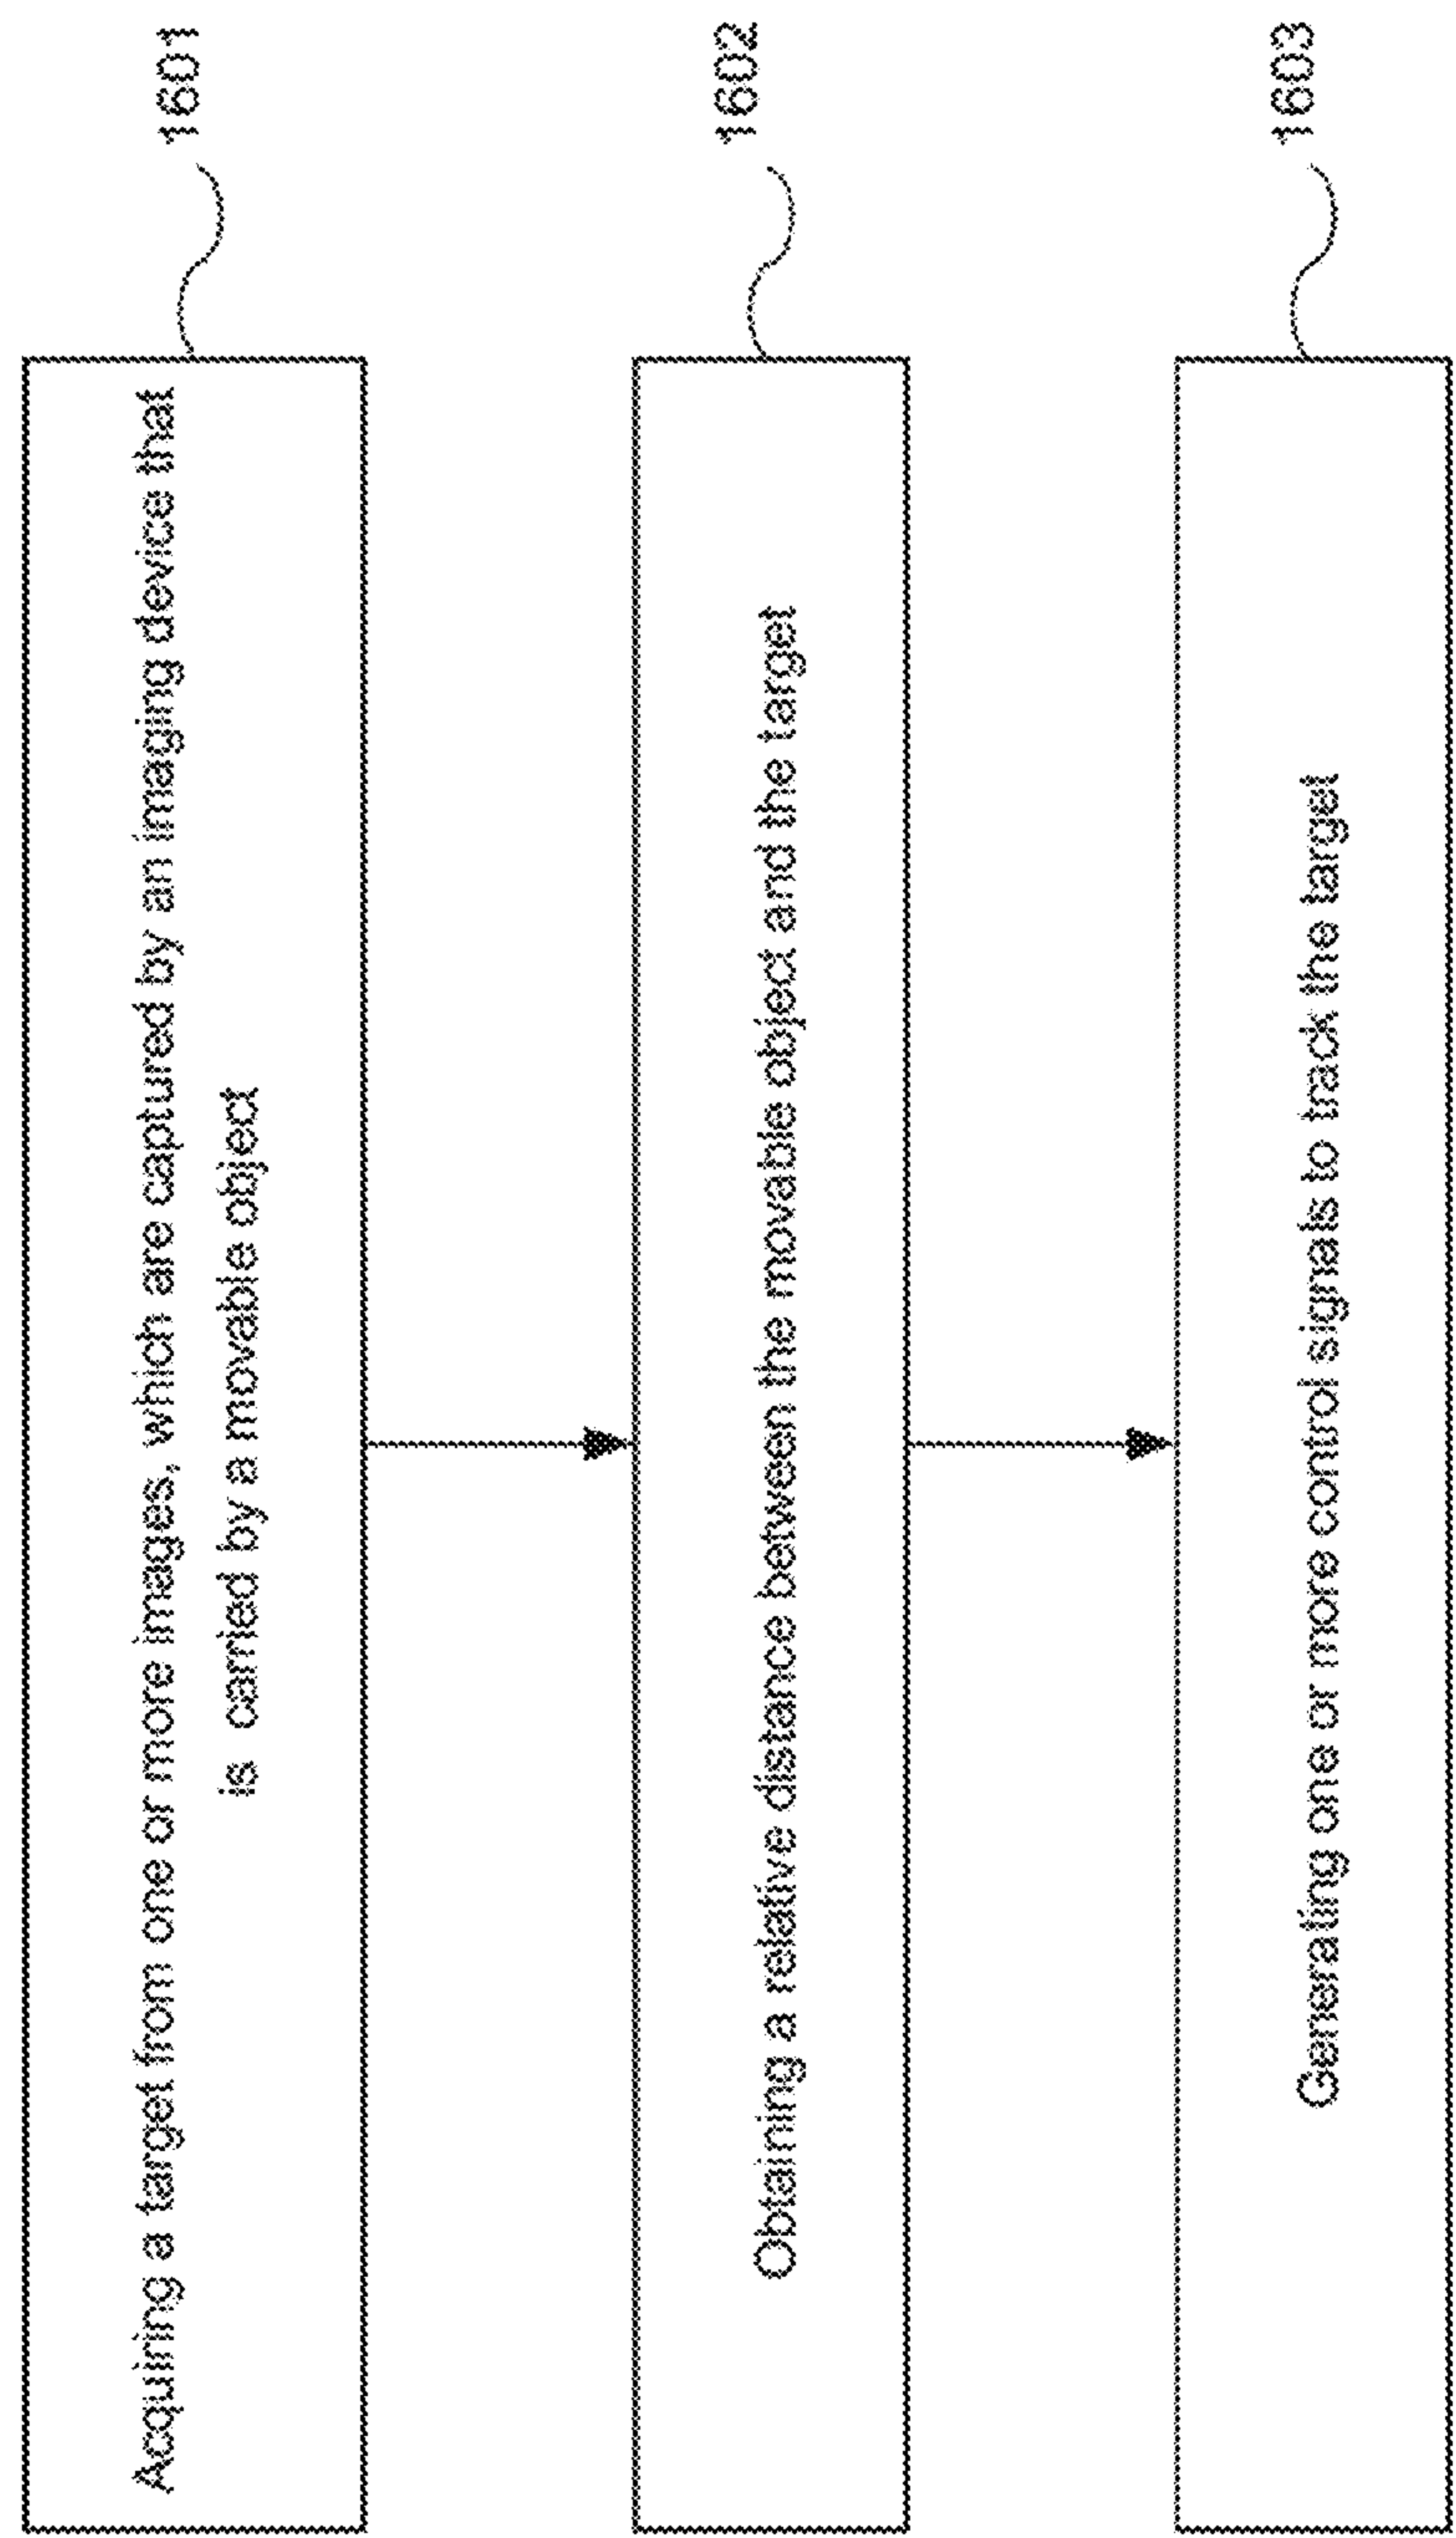 Acquiring a target from one or more images, which are captured by an imaging device that
is carried by a movable object
1601
Obtaining a relative distance between the movable object and the target
1602
Generating one or more control signals to track the target
1603